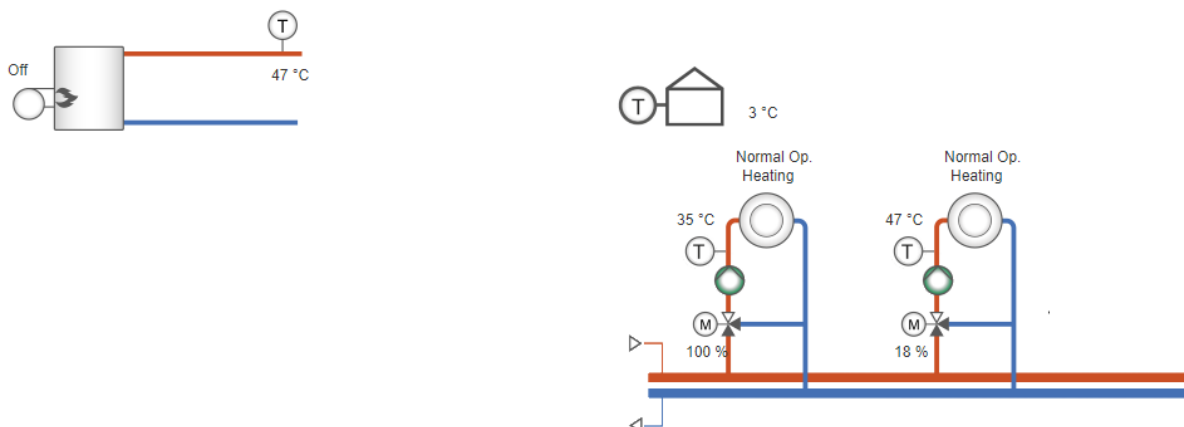 T
Off
47 °C
T
3 °C
Normal Op.
Heating
Normal Op.
Heating
35 °C
47 °C
T
T
M
M
100 %
18 %